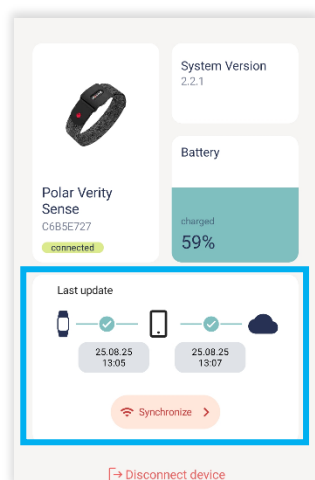 System Version
2.2.1
Battery
Polar Verity
Sense
C6B5E727
connected
charged
59%
Last update
25.08.25
13:05
25.08.25
13:07
Synchronize
Disconnect device